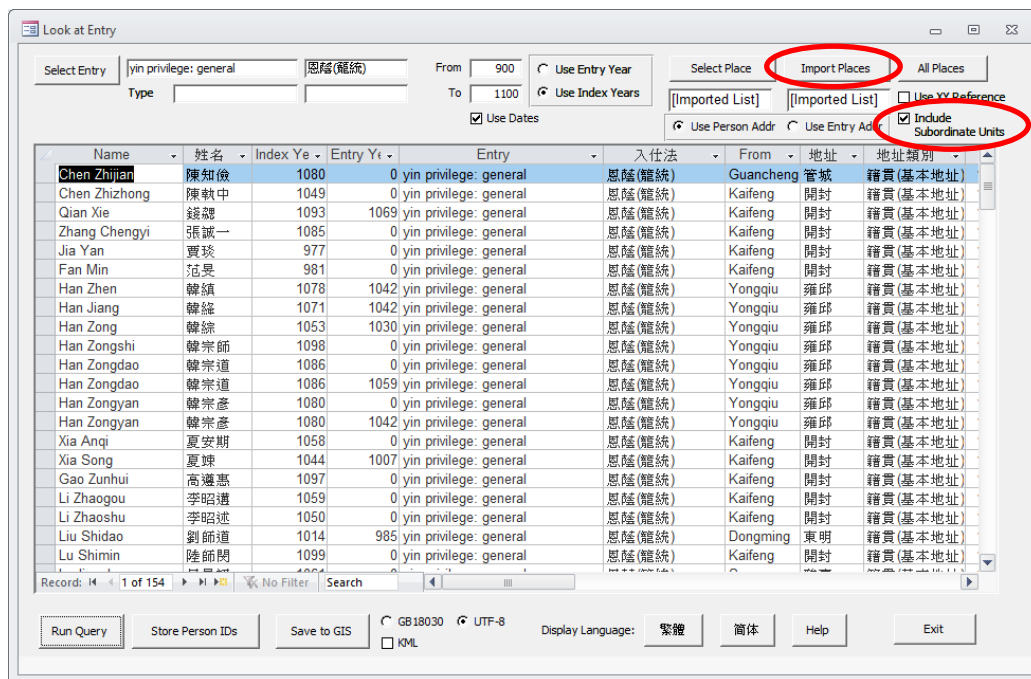 Look at Entry
Select Entry yin privilege: general 恩蔭(籠統) From 900 Use Entry Year Select Place Import Places All Places
Type To 1100 Use Index Years [Imported List] [Imported List] Use XY Reference
Use Dates Use Person Addr Use Entry Addr Include Subordinate Units
Name 姓名 Index Ye Entry Ye Entry 入仕法 From 地址 地址類別
Chen Zhijian 陳知儉 1080 0 yin privilege: general 恩蔭(籠統) Guancheng 管城 籍貫(基本地址)
Chen Zhizhong 陳執中 1049 0 yin privilege: general 恩蔭(籠統) Kaifeng 開封 籍貫(基本地址)
Qian Xie 錢勰 1093 1069 yin privilege: general 恩蔭(籠統) Kaifeng 開封 籍貫(基本地址)
Zhang Chengyi 張誠一 1085 0 yin privilege: general 恩蔭(籠統) Kaifeng 開封 籍貫(基本地址)
Jia Yan 賈琰 977 0 yin privilege: general 恩蔭(籠統) Kaifeng 開封 籍貫(基本地址)
Fan Min 范旻 981 0 yin privilege: general 恩蔭(籠統) Kaifeng 開封 籍貫(基本地址)
Han Zhen 韓縝 1078 1042 yin privilege: general 恩蔭(籠統) Yongqiu 雍邱 籍貫(基本地址)
Han Jiang 韓絳 1071 1042 yin privilege: general 恩蔭(籠統) Yongqiu 雍邱 籍貫(基本地址)
Han Zong 韓綜 1053 1030 yin privilege: general 恩蔭(籠統) Yongqiu 雍邱 籍貫(基本地址)
Han Zongshi 韓宗師 1098 0 yin privilege: general 恩蔭(籠統) Yongqiu 雍邱 籍貫(基本地址)
Han Zongdao 韓宗道 1086 0 yin privilege: general 恩蔭(籠統) Yongqiu 雍邱 籍貫(基本地址)
Han Zongdao 韓宗道 1086 1059 yin privilege: general 恩蔭(籠統) Yongqiu 雍邱 籍貫(基本地址)
Han Zongyan 韓宗彥 1080 0 yin privilege: general 恩蔭(籠統) Yongqiu 雍邱 籍貫(基本地址)
Han Zongyan 韓宗彥 1080 1042 yin privilege: general 恩蔭(籠統) Yongqiu 雍邱 籍貫(基本地址)
Xia Anqi 夏安期 1058 0 yin privilege: general 恩蔭(籠統) Kaifeng 開封 籍貫(基本地址)
Xia Song 夏竦 1044 1007 yin privilege: general 恩蔭(籠統) Kaifeng 開封 籍貫(基本地址)
Gao Zunhui 高遵惠 1097 0 yin privilege: general 恩蔭(籠統) Kaifeng 開封 籍貫(基本地址)
Li Zhaogou 李昭遘 1059 0 yin privilege: general 恩蔭(籠統) Kaifeng 開封 籍貫(基本地址)
Li Zhaoshu 李昭述 1050 0 yin privilege: general 恩蔭(籠統) Kaifeng 開封 籍貫(基本地址)
Liu Shidao 劉師道 1014 985 yin privilege: general 恩蔭(籠統) Dongming 東明 籍貫(基本地址)
Lu Shimin 陸師閔 1099 0 yin privilege: general 恩蔭(籠統) Kaifeng 開封 籍貫(基本地址)
Record: 1 of 154 No Filter Search
Run Query Store Person IDs Save to GIS GB18030 UTF-8 Display Language: 繁體 简体 Help Exit
KML